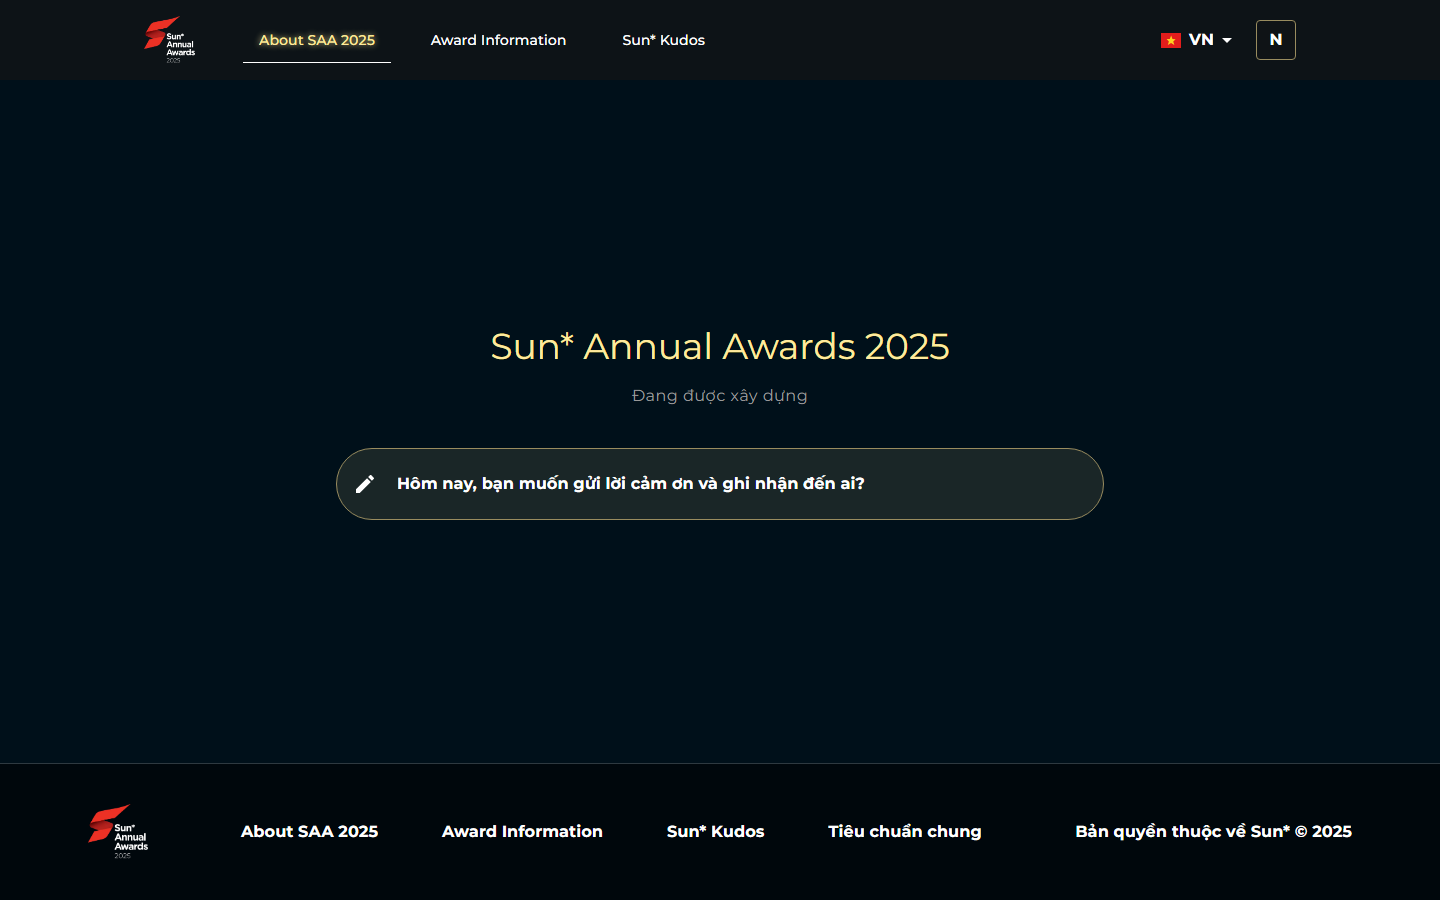 Sun*
Annual
Awards
2025
About SAA 2025
Award Information
Sun* Kudos
VN
N
Sun* Annual Awards 2025
Đang được xây dựng
Hôm nay, bạn muốn gửi lời cảm ơn và ghi nhận đến ai?
Sun*
Annual
Awards
2025
About SAA 2025
Award Information
Sun* Kudos
Tiêu chuẩn chung
Bản quyền thuộc về Sun* © 2025